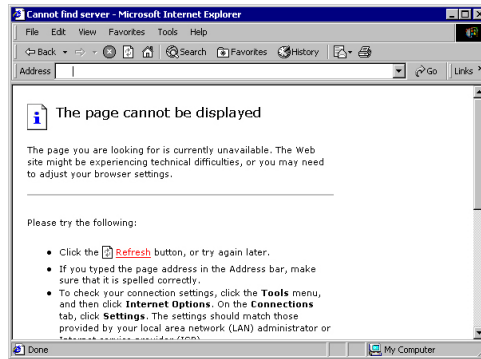 Cannot find server - Microsoft Internet Explorer
File Edit View Favorites Tools Help
Back Search Favorites History
Address Go Links
The page cannot be displayed
The page you are looking for is currently unavailable. The Web
site might be experiencing technical difficulties, or you may need
to adjust your browser settings.
Please try the following:
Click the Refresh button, or try again later.
If you typed the page address in the Address bar, make
sure that it is spelled correctly.
To check your connection settings, click the Tools menu,
and then click Internet Options. On the Connections
tab, click Settings. The settings should match those
provided by your local area network (LAN) administrator or
Internet service provider (ISP).
Done My Computer